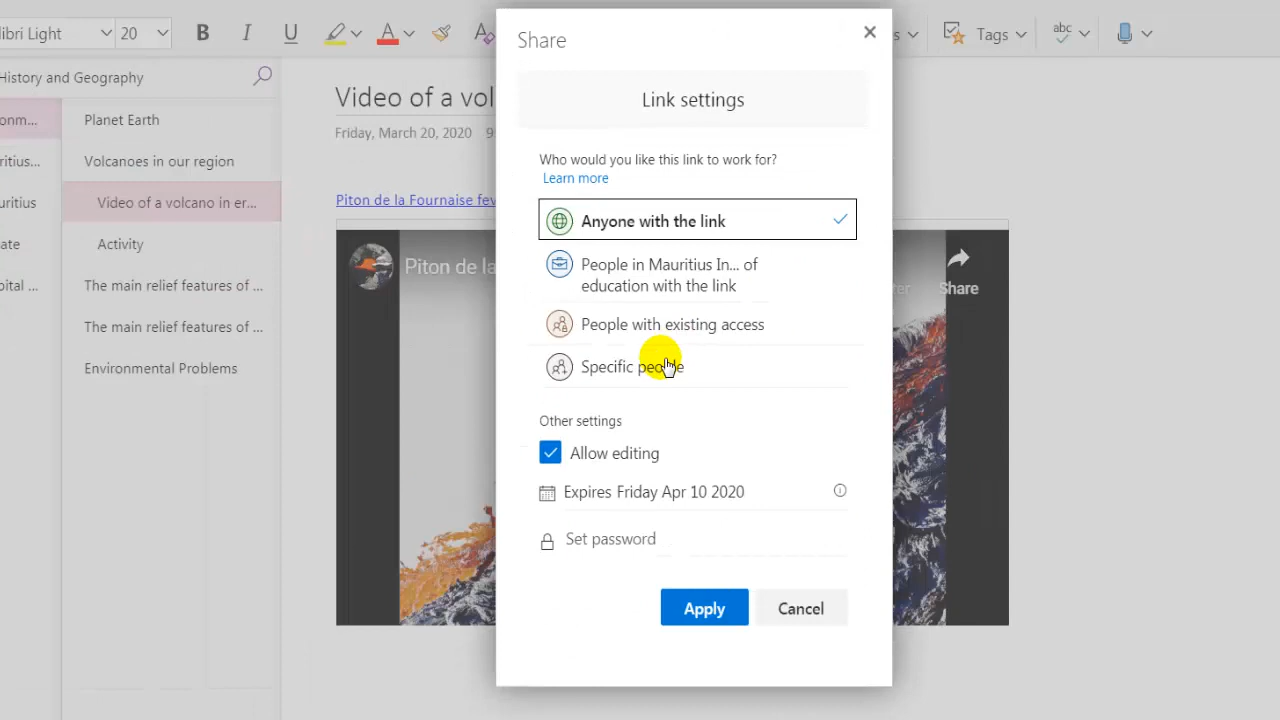 libri Light
20
B
I
U
A
A
s
Tags
abc
History and Geography
onm...
uritius...
uritius
ate
pital ...
Planet Earth
Volcanoes in our region
Video of a volcano in er...
Activity
The main relief features of ...
The main relief features of ...
Environmental Problems
Video of a vol
Friday, March 20, 2020 9
Piton de la Fournaise fev
Piton de la
ter
Share
Share
Link settings
Who would you like this link to work for?
Learn more
Anyone with the link
People in Mauritius In... of
education with the link
People with existing access
Specific people
Other settings
Allow editing
Expires Friday Apr 10 2020
Set password
Apply
Cancel